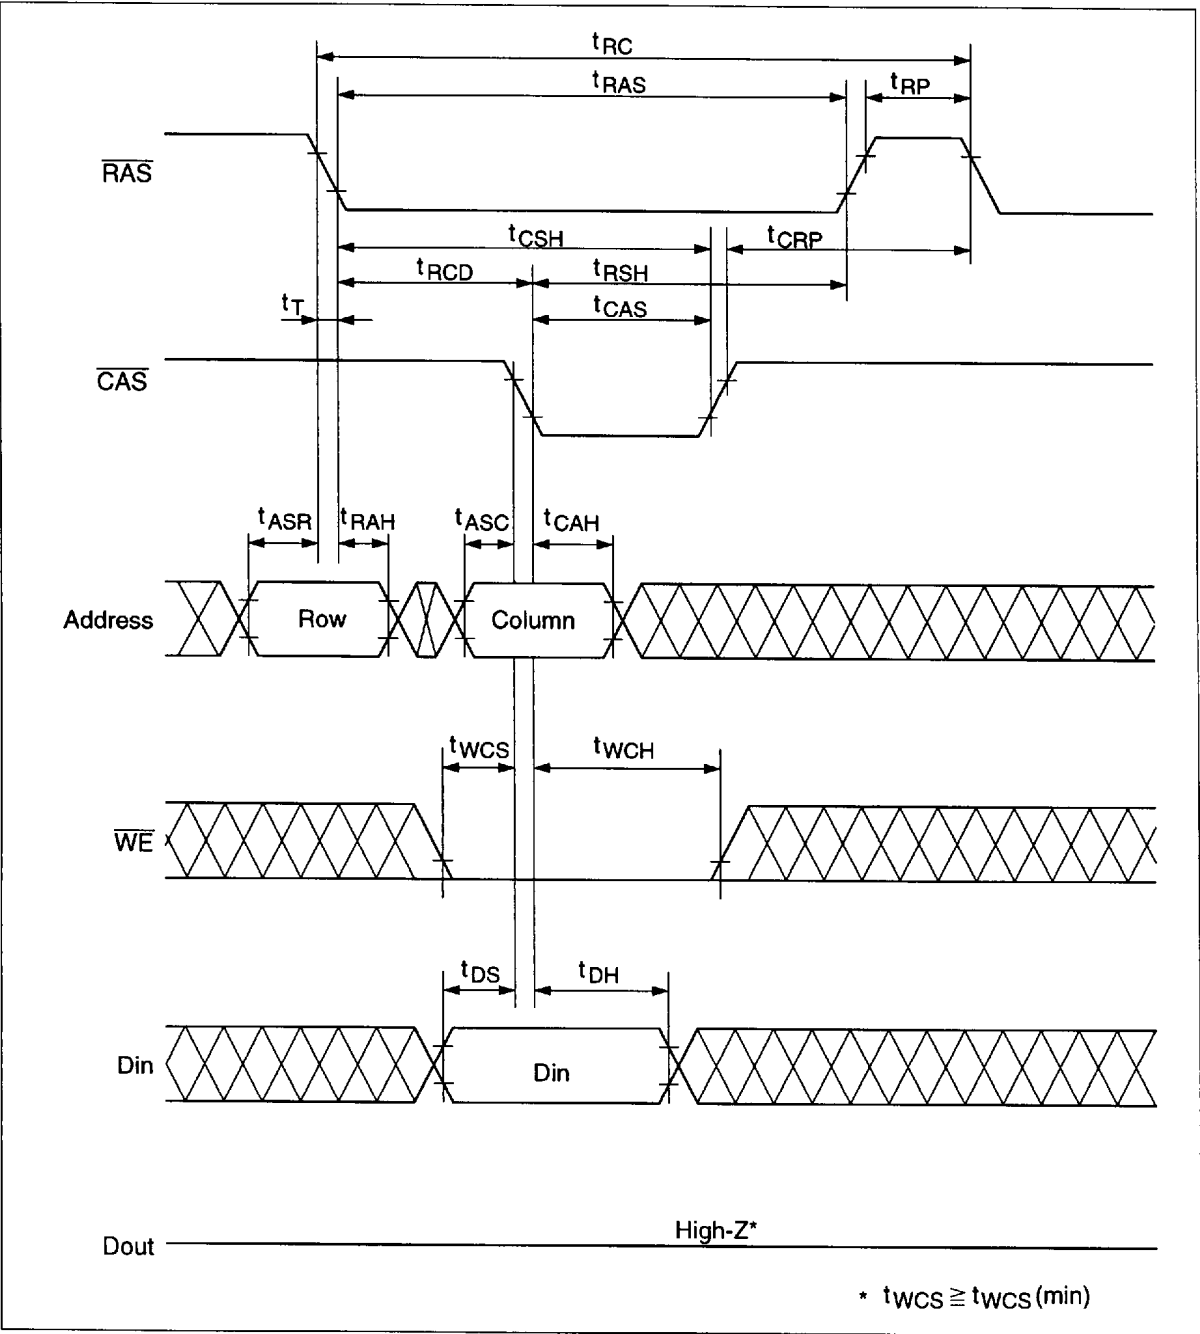 tRC
tRAS
tRP
RAS
tCSH
tCRP
tRCD
tRSH
tT
tCAS
CAS
tASR
tRAH
tASC
tCAH
Address
Row
Column
tWCS
tWCH
WE
tDS
tDH
Din
Din
High-Z*
Dout
* tWCS ≧ tWCS (min)